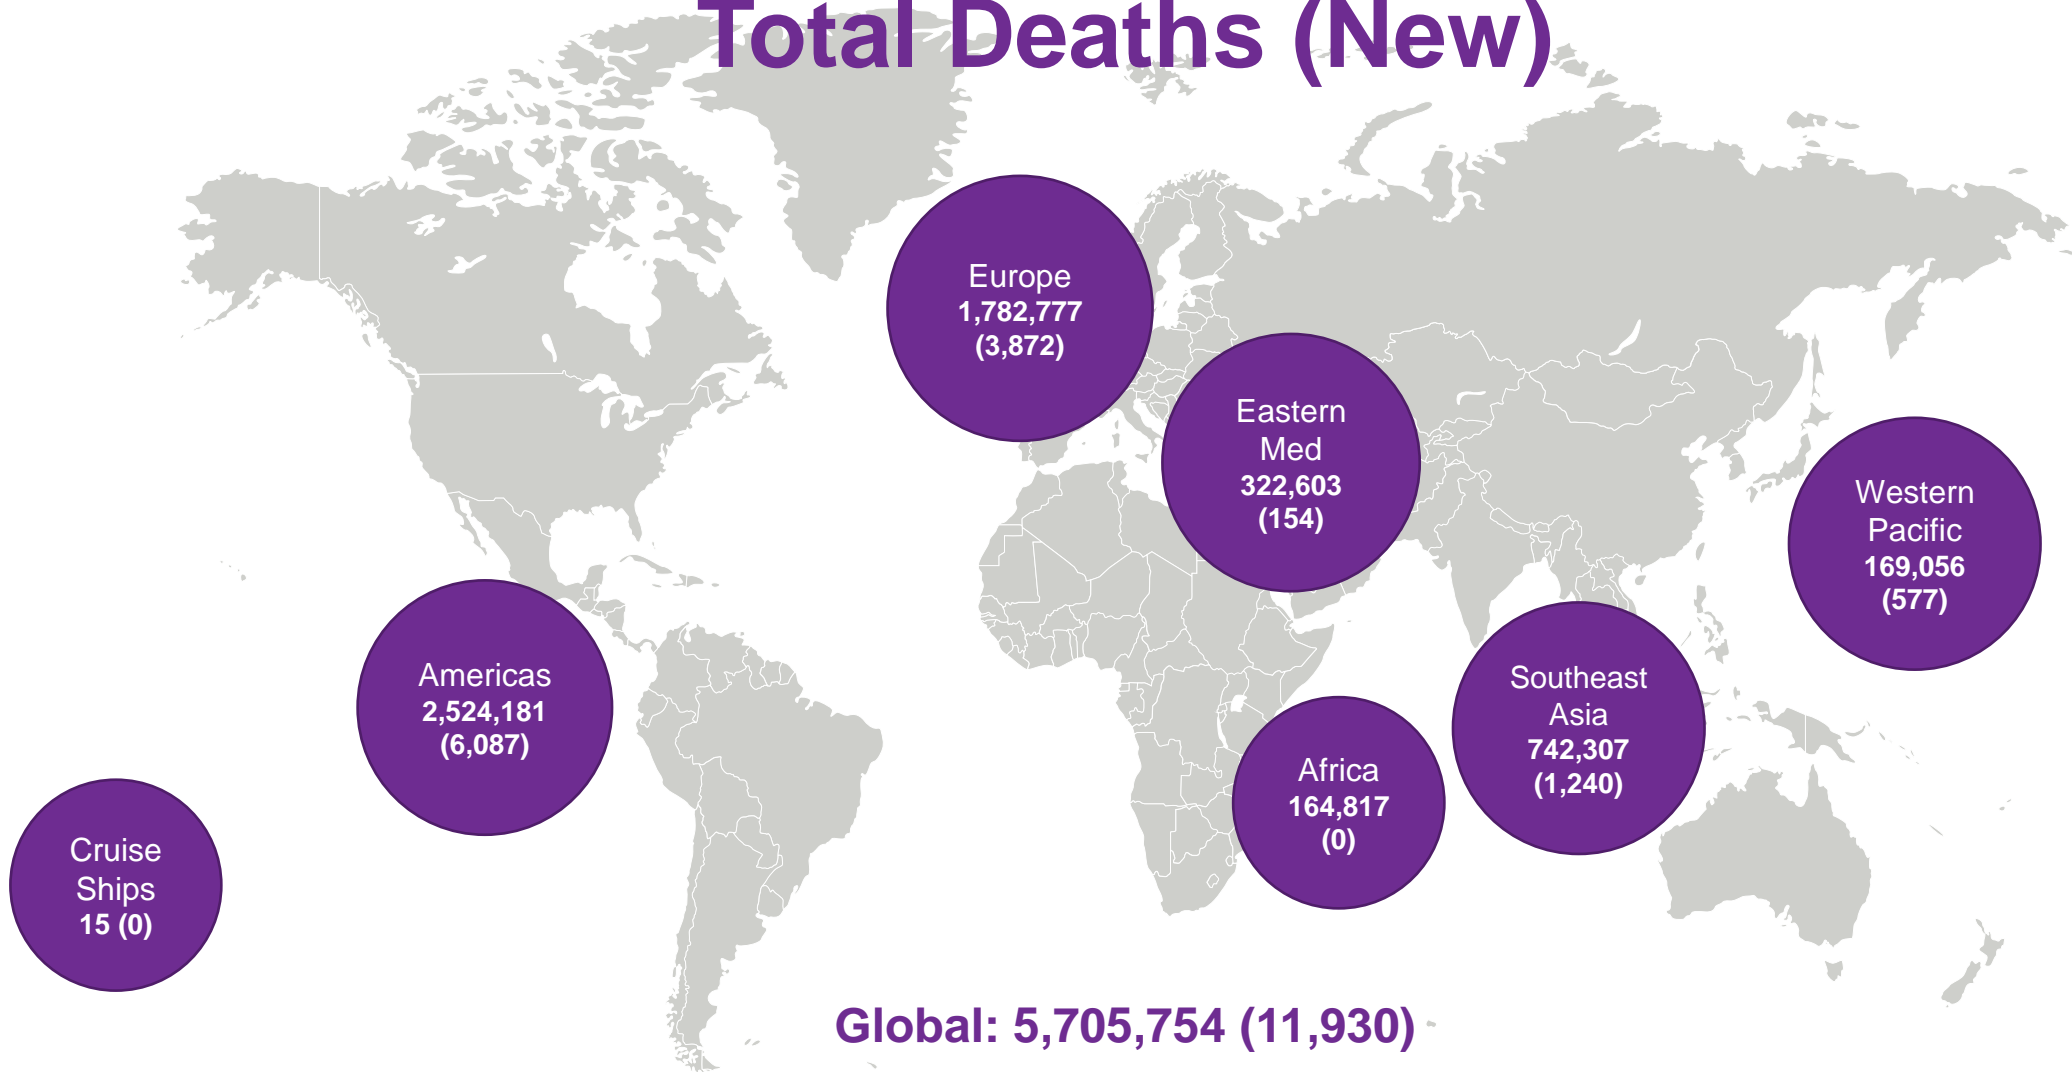 Total Deaths (New)
Europe
1,782,777
(3,872)
Eastern
Med
322,603
(154)
Western
Pacific
169,056
(577)
Americas
2,524,181
(6,087)
Southeast
Asia
742,307
(1,240)
Africa
164,817
(0)
Cruise
Ships
15 (0)
Global: 5,705,754 (11,930)